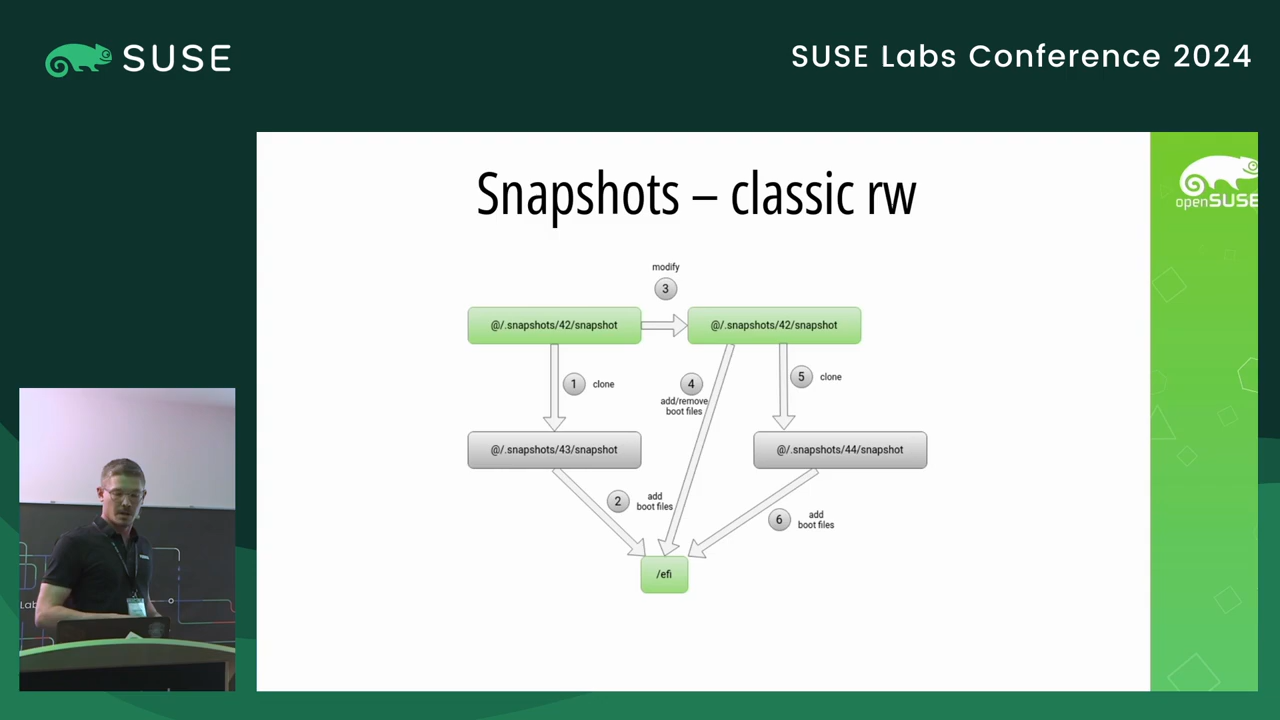 SUSE
SUSE Labs Conference 2024
openSUSE
Snapshots – classic rw
modify
3
@/.snapshots/42/snapshot
@/.snapshots/42/snapshot
1
clone
4
add/remove
boot files
5
clone
@/.snapshots/43/snapshot
@/.snapshots/44/snapshot
2
add
boot files
6
add
boot files
/efi
Lab